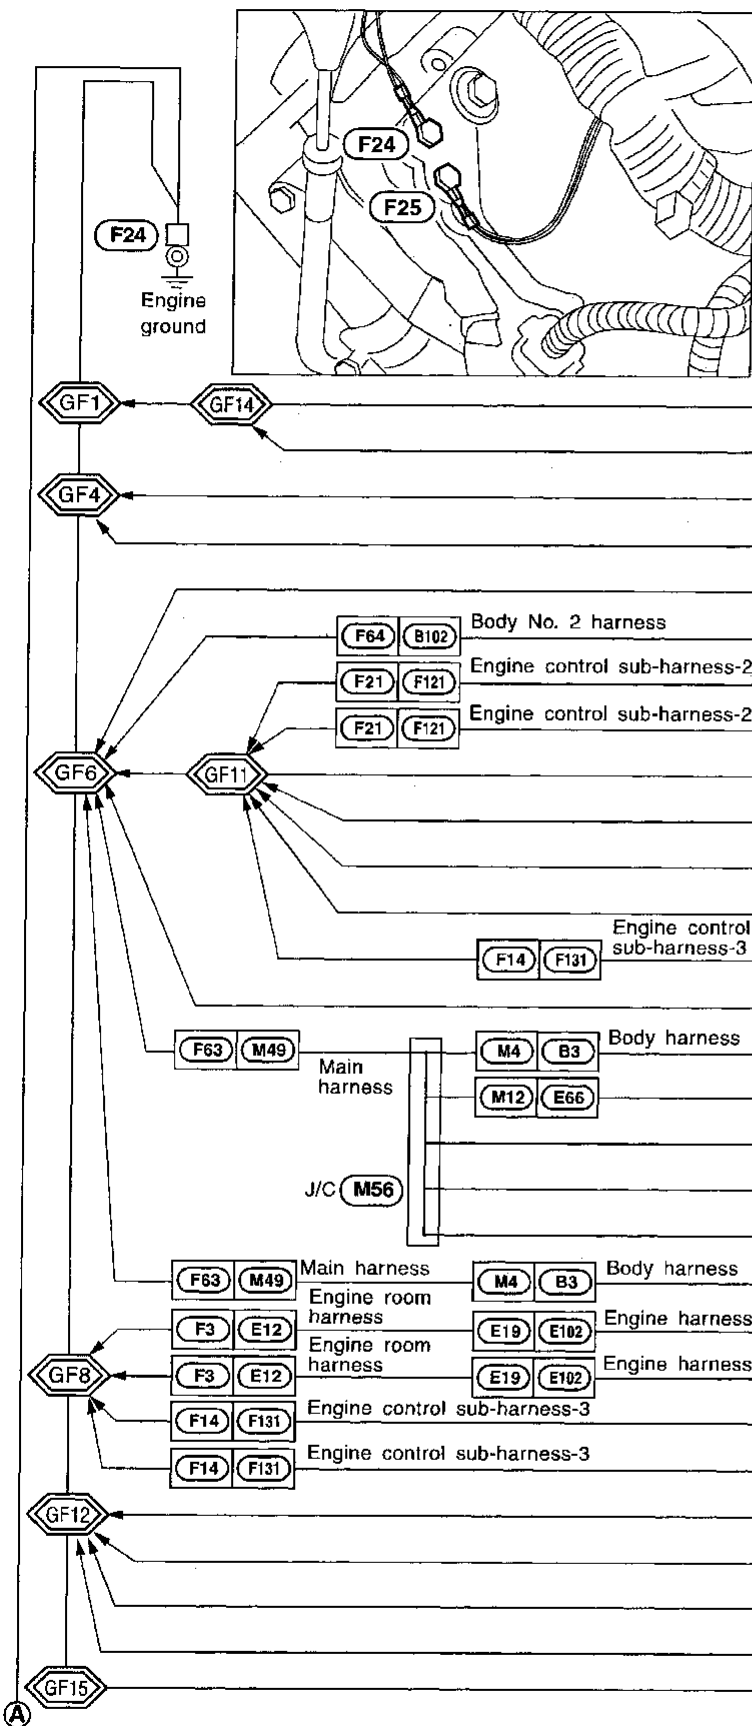 F24
F25
F24
Engine
ground
GF1
GF14
GF4
Body No. 2 harness
F64 B102
Engine control sub-harness-2
F21 F121
Engine control sub-harness-2
F21 F121
GF6
GF11
Engine control
sub-harness-3
F14 F131
F63 M49
Main
harness
M4 B3
Body harness
M12 E66
J/C M56
F63 M49
Main harness
M4 B3
Body harness
Engine room
harness
F3 E12
E19 E102
Engine harness
Engine room
harness
GF8
F3 E12
E19 E102
Engine harness
F14 F131
Engine control sub-harness-3
F14 F131
Engine control sub-harness-3
GF12
GF15
A